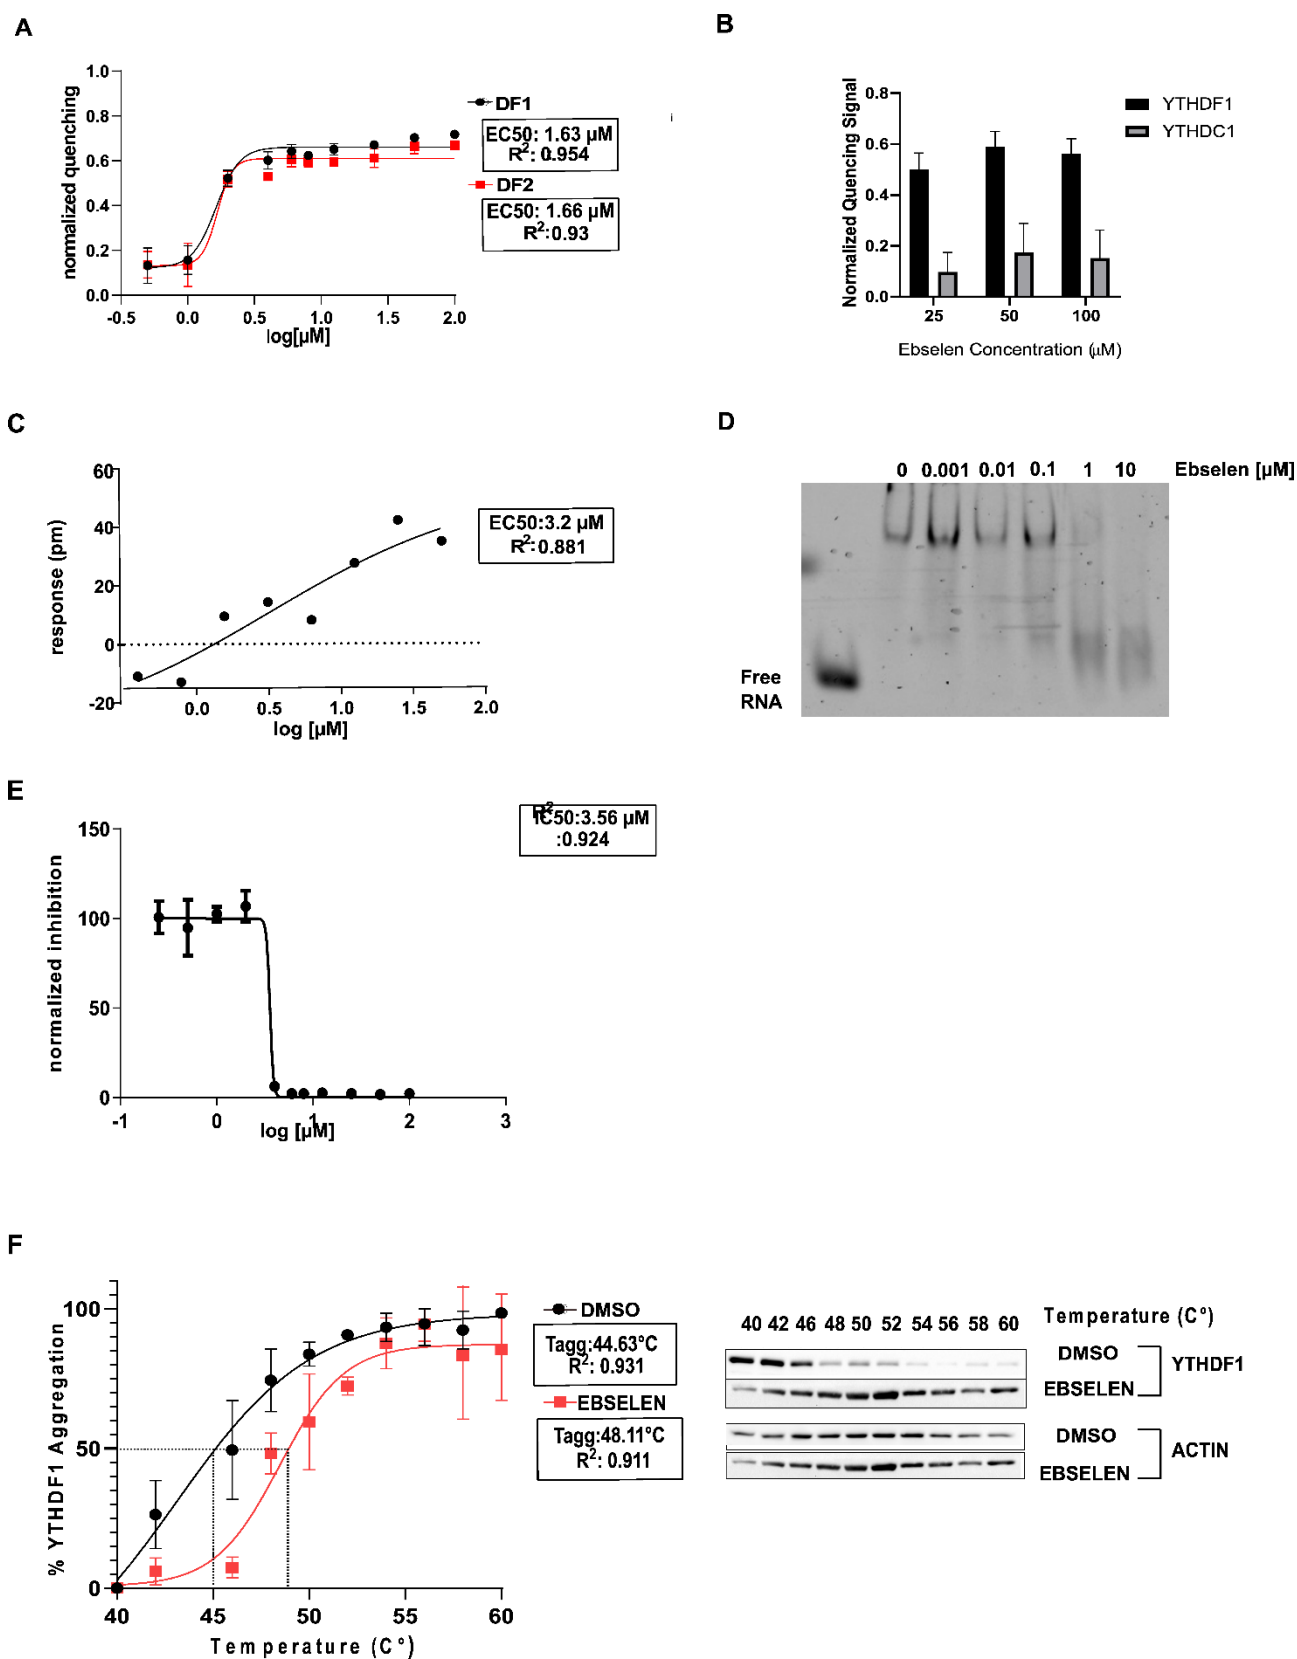 A
normalized quenching
1.0
0.8
0.6
0.4
0.2
0.0
-0.5
0.0
0.5
1.0
1.5
2.0
log[µM]
DF1
EC50: 1.63 µM
R²: 0.954
DF2
EC50: 1.66 µM
R²:0.93
B
Normalized Quencing Signal
0.8
0.6
0.4
0.2
0.0
25
50
100
Ebselen Concentration (µM)
YTHDF1
YTHDC1
C
response (pm)
60
40
20
0
-20
0.0
0.5
1.0
1.5
2.0
log [µM]
EC50:3.2 µM
R²:0.881
D
0 0.001 0.01 0.1 1 10 Ebselen [µM]
Free
RNA
E
normalized inhibition
150
100
50
0
-1
0
1
2
3
log [µM]
R²
IC50:3.56 µM
:0.924
F
% YTHDF1 Aggregation
100
50
0
40
45
50
55
60
Temperature (C°)
DMSO
Tagg:44.63°C
R²: 0.931
EBSELEN
Tagg:48.11°C
R²: 0.911
40 42 46 48 50 52 54 56 58 60 Temperature (C°)
DMSO
EBSELEN
YTHDF1
DMSO
EBSELEN
ACTIN